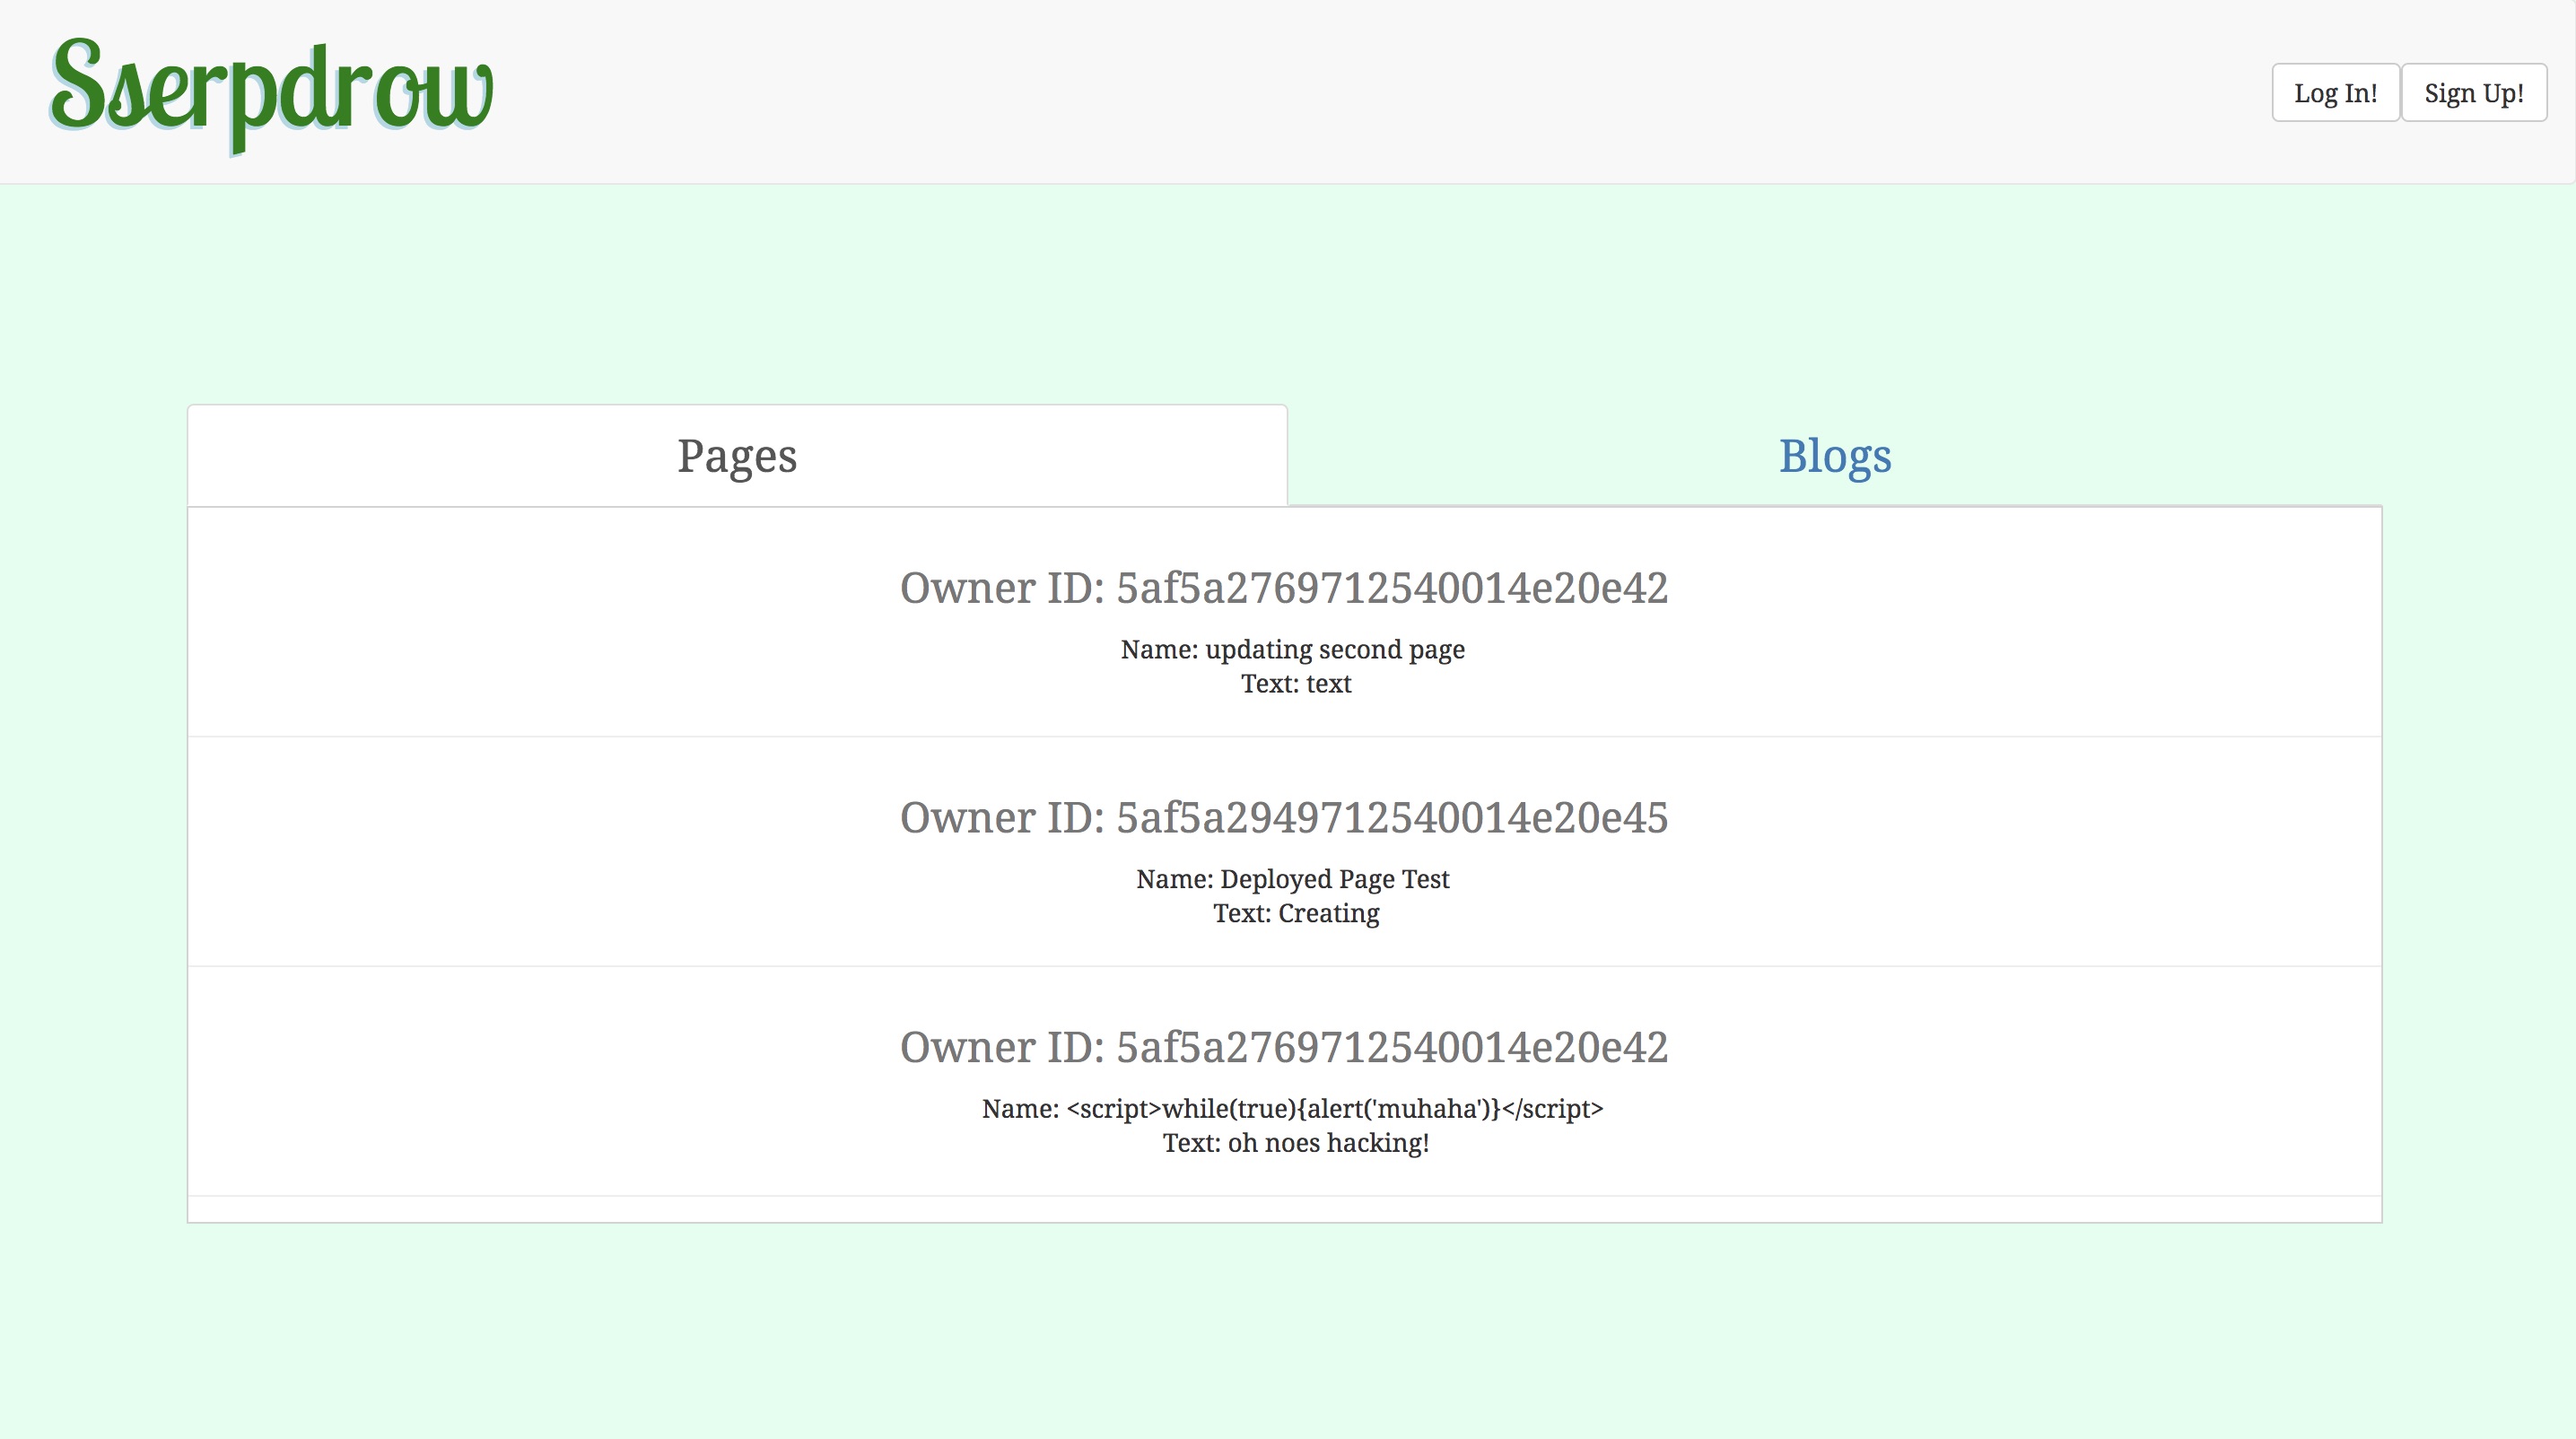 Sserpdrow
Log In! Sign Up!
Pages Blogs
Owner ID: 5af5a2769712540014e20e42
Name: updating second page
Text: text
Owner ID: 5af5a2949712540014e20e45
Name: Deployed Page Test
Text: Creating
Owner ID: 5af5a2769712540014e20e42
Name: <script>while(true){alert('muhaha')}</script>
Text: oh noes hacking!